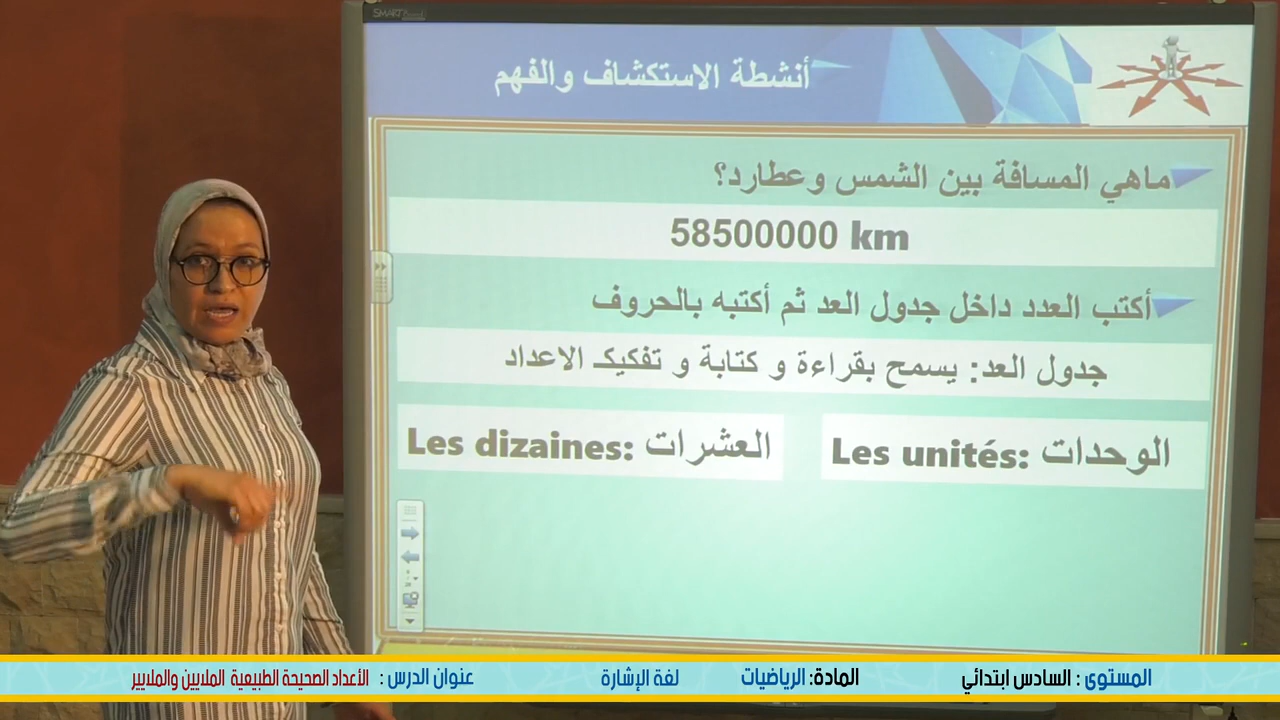 SMART Board
أنشطة الاستكشاف والفهم
ماهي المسافة بين الشمس وعطارد؟
58500000 km
أكتب العدد داخل جدول العد ثم أكتبه بالحروف
جدول العد: يسمح بقراءة و كتابة و تفكيك الاعداد
الوحدات :Les unités
العشرات :Les dizaines
المستوى : السادس ابتدائي
المادة: الرياضيات
لغة الإشارة
عنوان الدرس : الأعداد الصحيحة الطبيعية الملايين والملايير